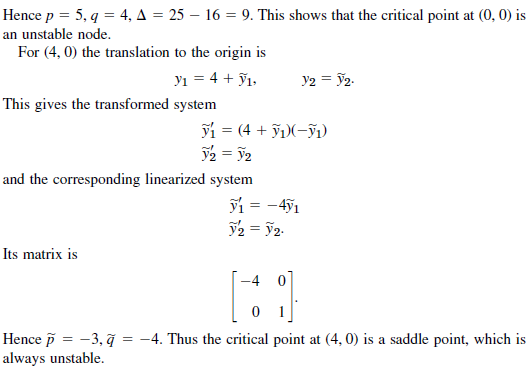 Hence p = 5, q = 4, Δ = 25 − 16 = 9. This shows that the critical point at (0, 0) is
an unstable node.
For (4, 0) the translation to the origin is
y₁ = 4 + ỹ₁, y₂ = ỹ₂.
This gives the transformed system
ỹ₁′ = (4 + ỹ₁)(−ỹ₁)
ỹ₂′ = ỹ₂
and the corresponding linearized system
ỹ₁′ = −4ỹ₁
ỹ₂′ = ỹ₂.
Its matrix is
[−4 0
0 1].
Hence p̃ = −3, q̃ = −4. Thus the critical point at (4, 0) is a saddle point, which is
always unstable.